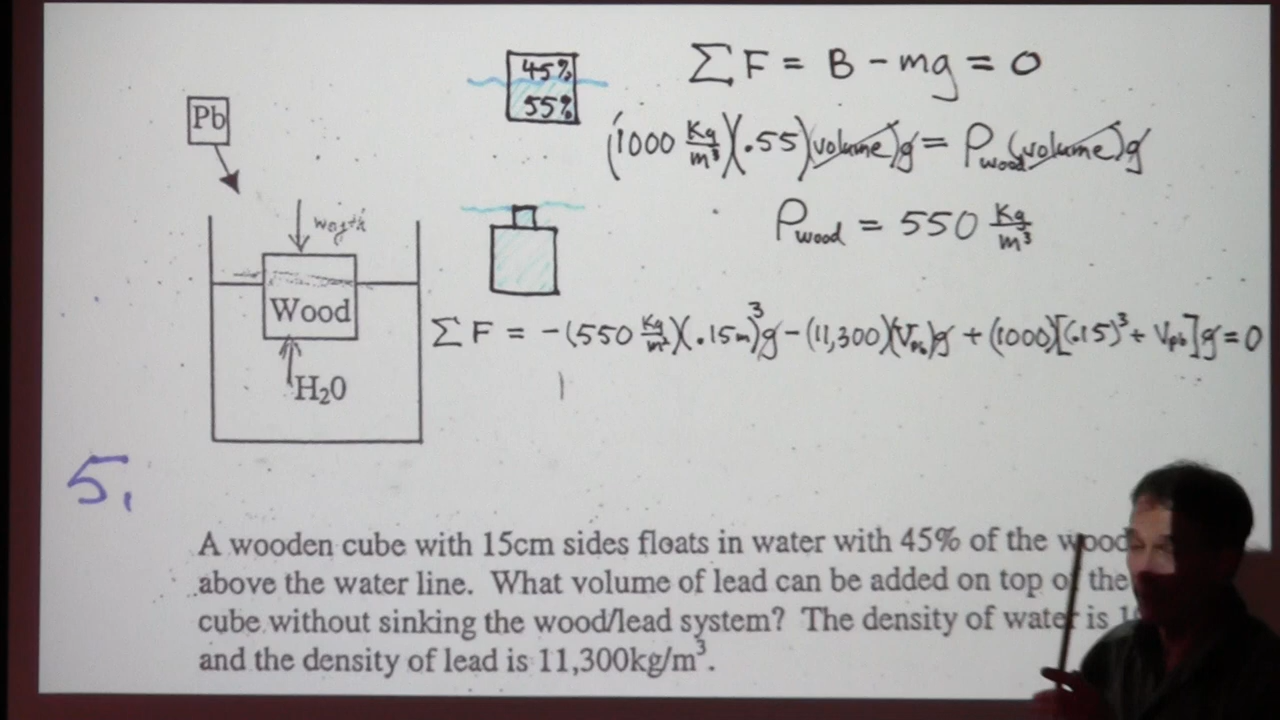 45%
55%
ΣF = B - mg = 0
Pb
(1000 Kg/m³)(.55)(volume)g = ρwood(volume)g
ρwood = 550 Kg/m³
Wood
H₂0
ΣF = -(550 Kg/m³)(.15m)³g - (11,300)(Vpb)g + (1000)[(.15)³ + Vpb]g = 0
5.
A wooden cube with 15cm sides floats in water with 45% of the wood
above the water line. What volume of lead can be added on top of the
cube without sinking the wood/lead system? The density of water is
and the density of lead is 11,300kg/m³.